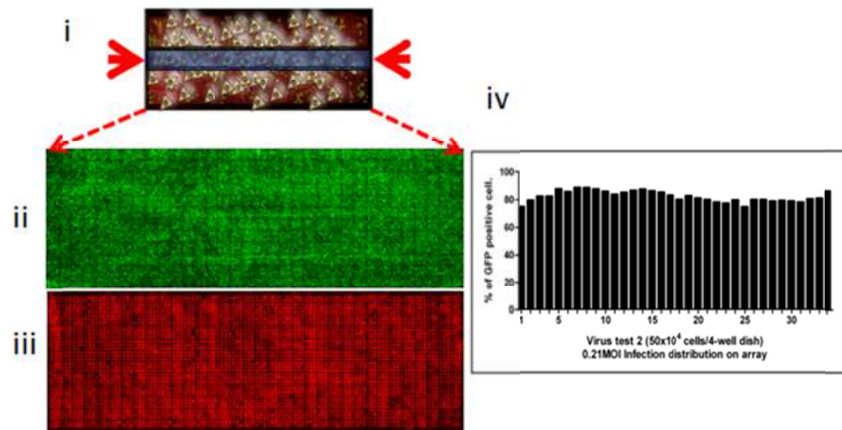 i
ii
iii
iv
% of GFP positive cell.
100
80
60
40
20
0
1 5 10 15 20 25 30
Virus test 2 (50x10⁴ cells/4-well dish)
0.21MOI Infection distribution on array